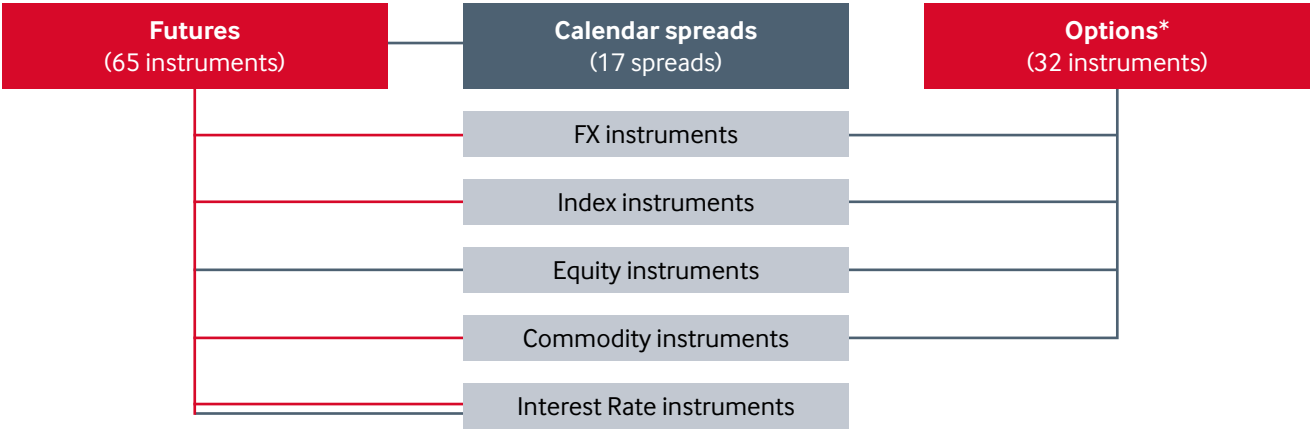 Futures
(65 instruments)
Calendar spreads
(17 spreads)
Options*
(32 instruments)
FX instruments
Index instruments
Equity instruments
Commodity instruments
Interest Rate instruments